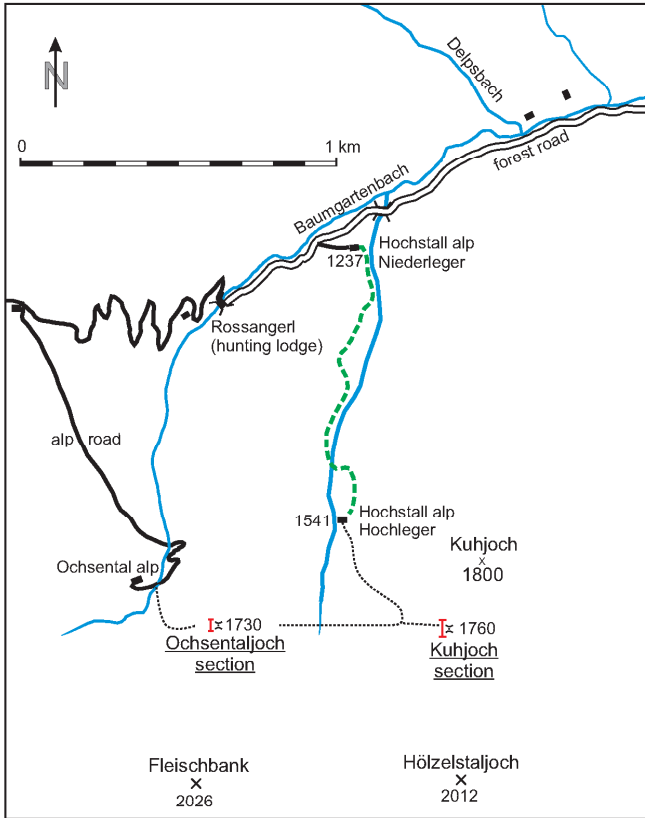 N
Delpsbach
0
1 km
forest road
Baumgartenbach
Hochstall alp
Niederleger
1237
Rossangerl
(hunting lodge)
alp road
1541
Hochstall alp
Hochleger
Kuhjoch
1800
Ochsental alp
1730
Ochsentaljoch
section
1760
Kuhjoch
section
Fleischbank
2026
Hölzelstaljoch
2012